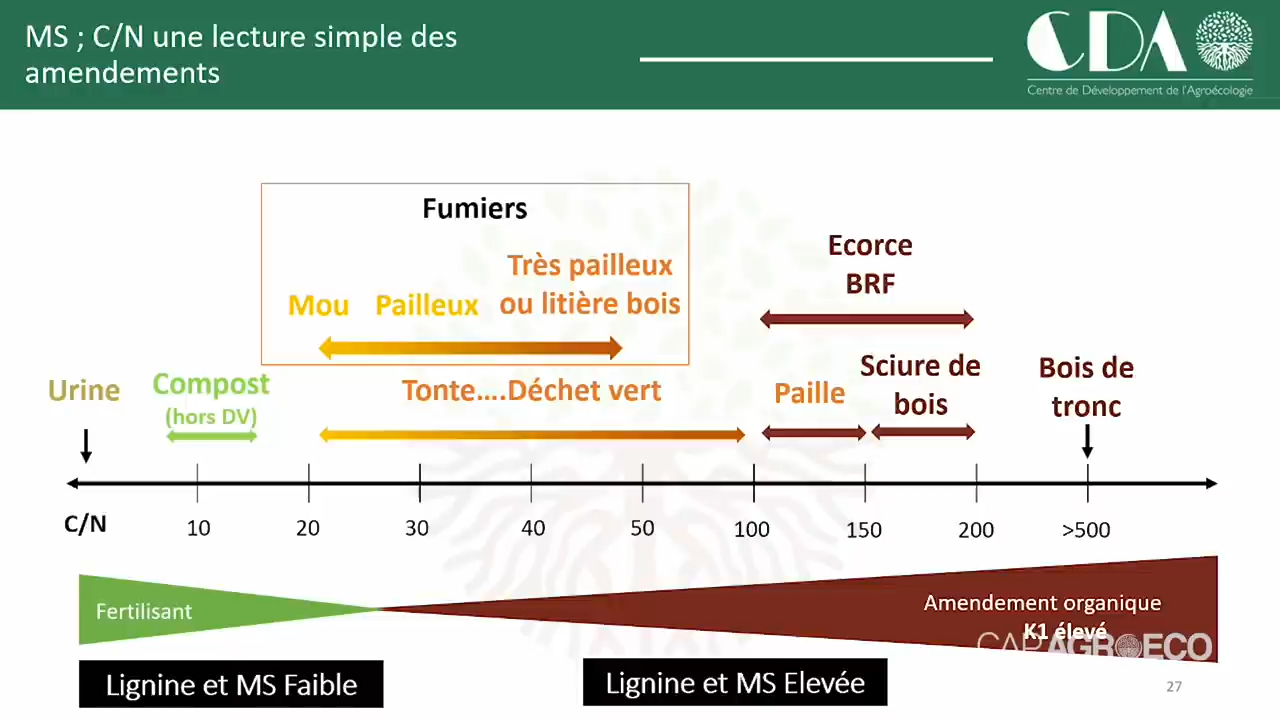 MS ; C/N une lecture simple des
amendements
CDA
Centre de Développement de l'Agroécologie
Fumiers
Très pailleux
Mou Pailleux ou litière bois
Ecorce
BRF
Urine
Compost
(hors DV)
Tonte....Déchet vert
Paille
Sciure de
bois
Bois de
tronc
C/N 10 20 30 40 50 100 150 200 >500
Fertilisant
Amendement organique
K1 élevé
CAP AGROECO
Lignine et MS Faible
Lignine et MS Elevée
27